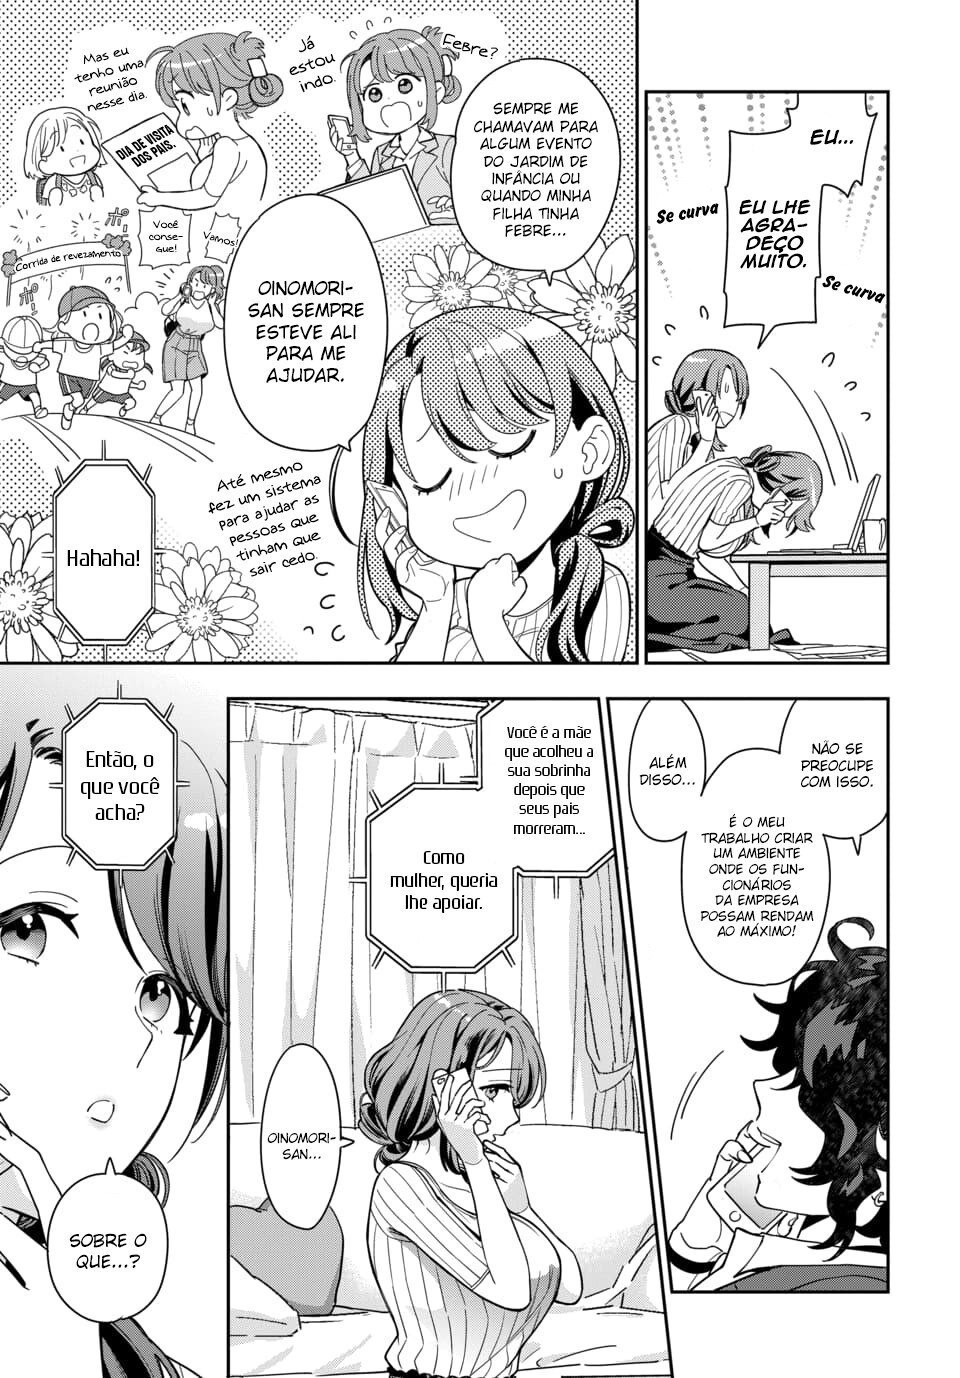 EU...
EU LHE
AGRA-
DEÇO
MUITO.
Se curva
Se curva
SEMPRE ME
CHAMAVAM PARA
ALGUM EVENTO
DO JARDIM DE
INFÂNCIA OU
QUANDO MINHA
FILHA TINHA
FEBRE...
Febre?
Já
estou
indo.
Mas eu
tenho uma
reunião
nesse dia.
DIA DE VISITA
DOS PAIS.
Vamos!
Você
conse-
gue!
Corrida de revezamento
OINOMORI-
SAN SEMPRE
ESTEVE ALI
PARA ME
AJUDAR.
Até mesmo
fez um sistema
para ajudar as
pessoas que
tinham que
sair cedo.
Hahaha!
NÃO SE
PREOCUPE
COM ISSO.
É O MEU
TRABALHO CRIAR
UM AMBIENTE
ONDE OS FUN-
CIONÁRIOS
DA EMPRESA
POSSAM RENDAM
AO MÁXIMO!
ALÉM
DISSO...
Você é a mãe
que acolheu a
sua sobrinha
depois que
seus pais
morreram...
Como
mulher, queria
lhe apoiar.
OINOMORI-
SAN...
Então, o
que você
acha?
SOBRE O
QUE...?